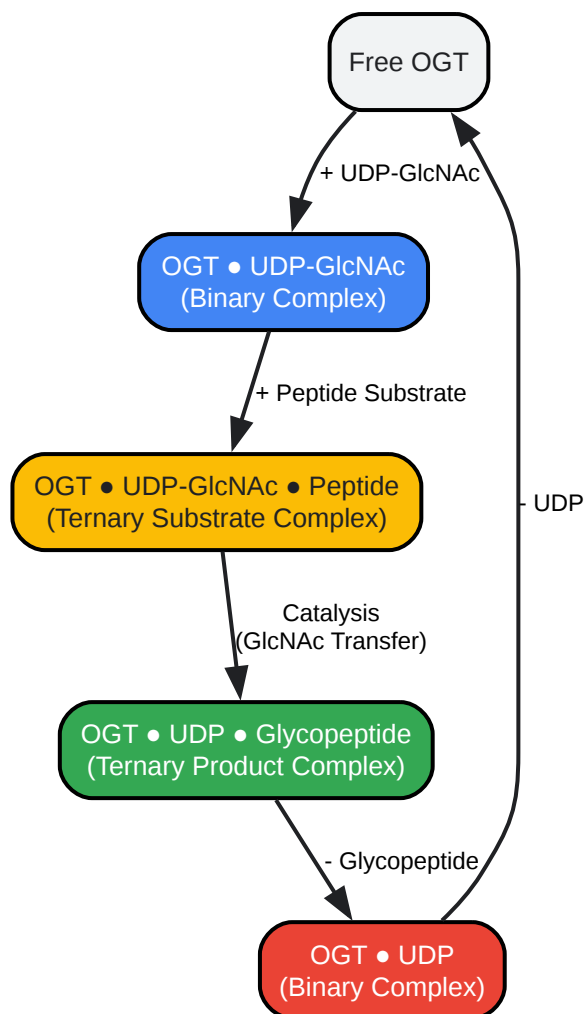 Free OGT
+ UDP-GlcNAc
OGT ● UDP-GlcNAc
(Binary Complex)
+ Peptide Substrate
OGT ● UDP-GlcNAc ● Peptide
(Ternary Substrate Complex)
- UDP
Catalysis
(GlcNAc Transfer)
OGT ● UDP ● Glycopeptide
(Ternary Product Complex)
- Glycopeptide
OGT ● UDP
(Binary Complex)